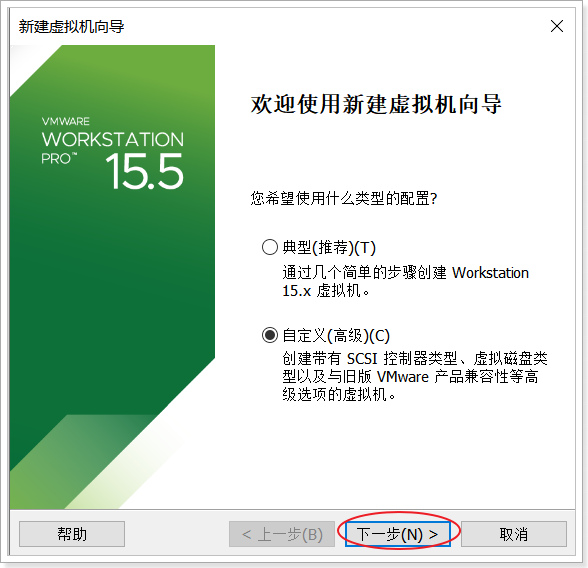 新建虚拟机向导
VMWARE
WORKSTATION
PRO™
15.5
欢迎使用新建虚拟机向导
您希望使用什么类型的配置?
典型(推荐)(T)
通过几个简单的步骤创建 Workstation
15.x 虚拟机。
自定义(高级)(C)
创建带有 SCSI 控制器类型、虚拟磁盘类
型以及与旧版 VMware 产品兼容性等高
级选项的虚拟机。
帮助
< 上一步(B)
下一步(N) >
取消